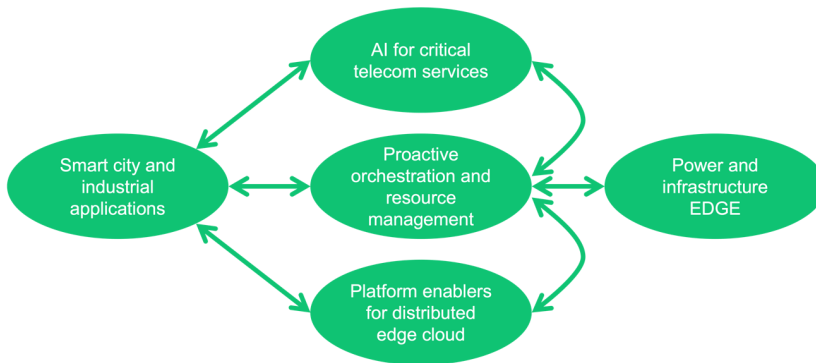 AI for critical
telecom services
Smart city and
industrial
applications
Proactive
orchestration and
resource
management
Power and
infrastructure
EDGE
Platform enablers
for distributed
edge cloud